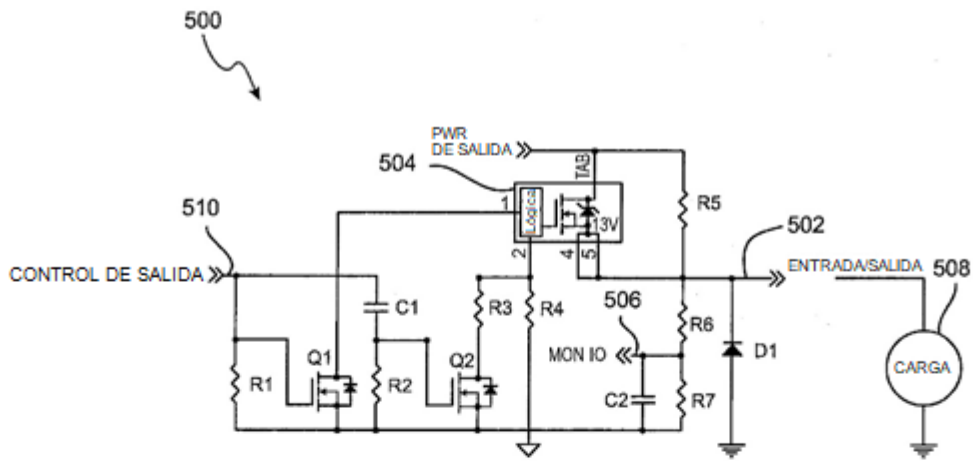 500
PWR
DE SALIDA
504
TAB
1
Lógica
13V
R5
510
2
4
5
502
CONTROL DE SALIDA
ENTRADA/SALIDA
508
C1
R3
R4
506
R6
MON IO
D1
CARGA
Q1
Q2
R1
R2
C2
R7